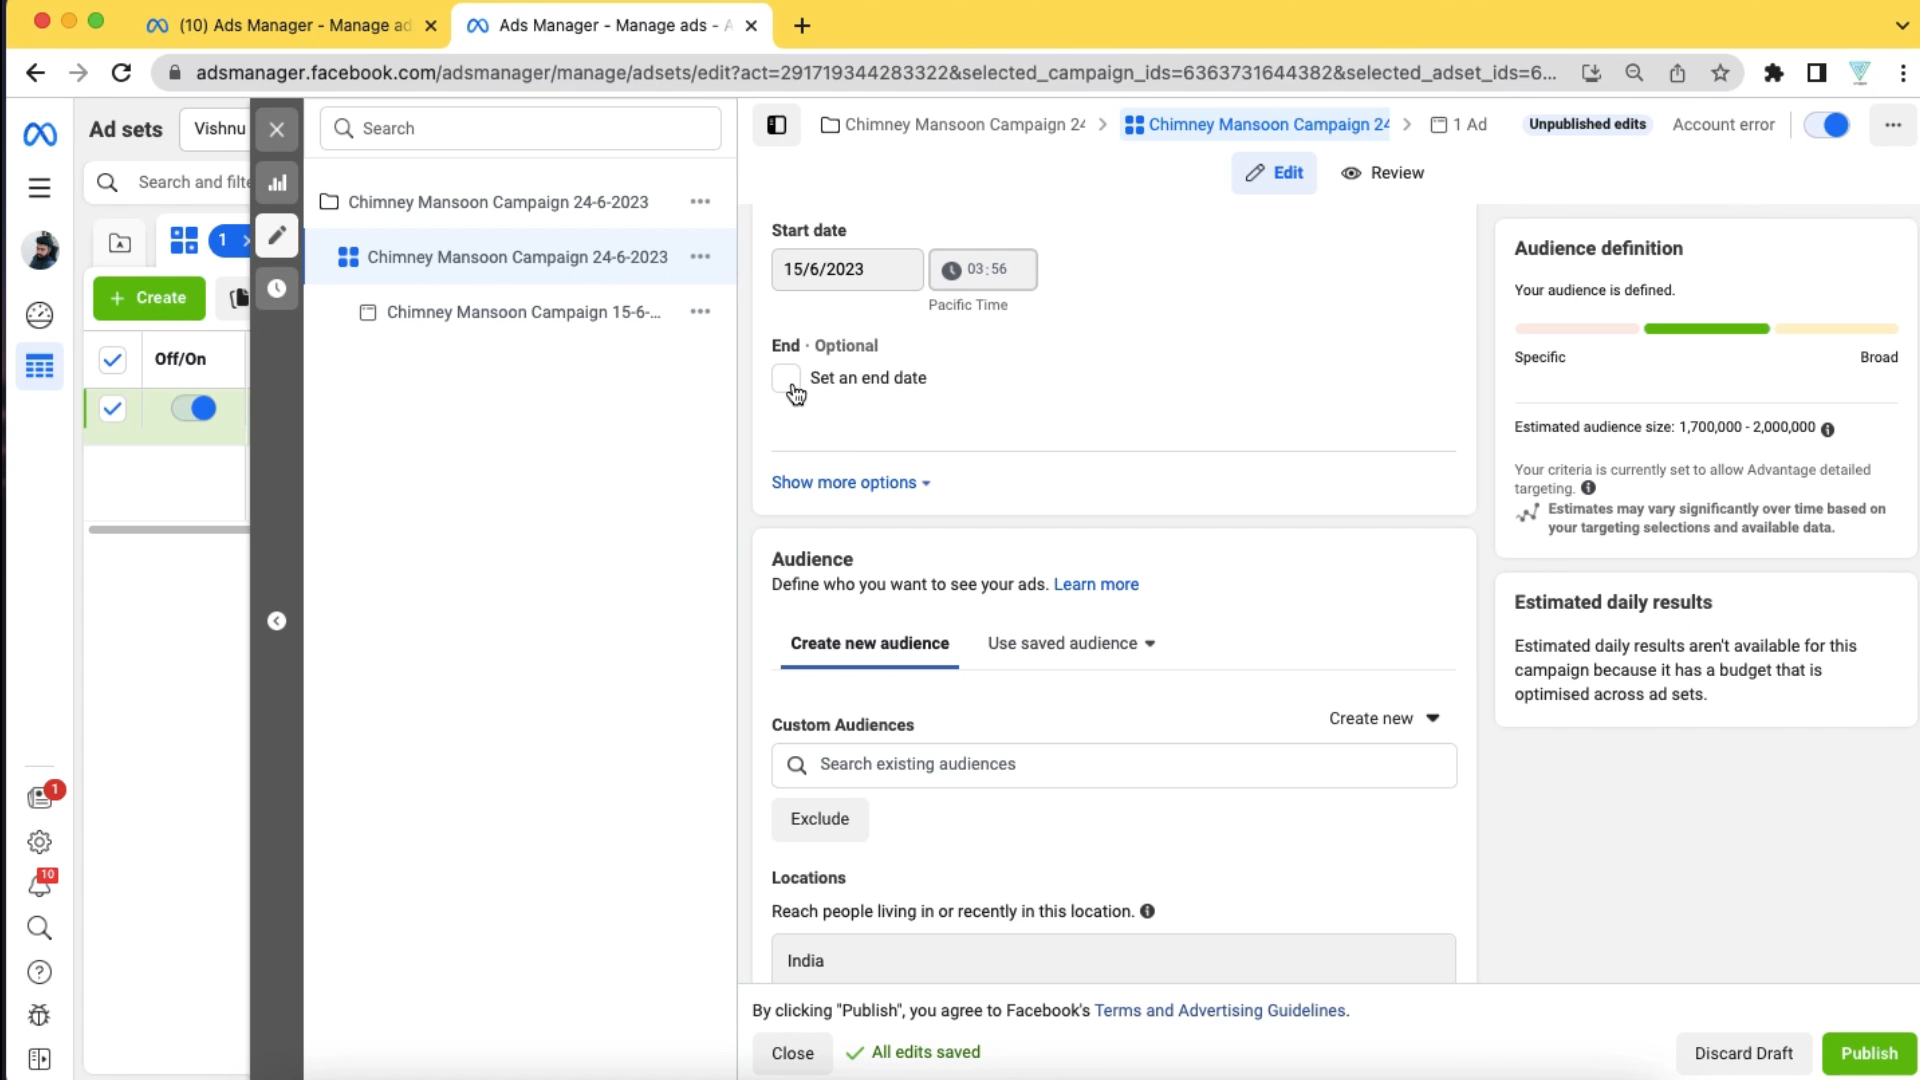 (10) Ads Manager - Manage ad
Ads Manager - Manage ads - A
adsmanager.facebook.com/adsmanager/manage/adsets/edit?act=291719344283322&selected_campaign_ids=6363731644382&selected_adset_ids=6...
Ad sets
Vishnu
Search
Chimney Mansoon Campaign 24
Chimney Mansoon Campaign 24
1 Ad
Unpublished edits
Account error
Edit
Review
Search and filte
1
Create
Off/On
Chimney Mansoon Campaign 24-6-2023
Chimney Mansoon Campaign 24-6-2023
Chimney Mansoon Campaign 15-6-...
Start date
15/6/2023
03:56
Pacific Time
End · Optional
Set an end date
Show more options
Audience
Define who you want to see your ads. Learn more
Create new audience
Use saved audience
Custom Audiences
Create new
Search existing audiences
Exclude
Locations
Reach people living in or recently in this location.
India
Audience definition
Your audience is defined.
Specific
Broad
Estimated audience size: 1,700,000 - 2,000,000
Your criteria is currently set to allow Advantage detailed
targeting.
Estimates may vary significantly over time based on
your targeting selections and available data.
Estimated daily results
Estimated daily results aren't available for this
campaign because it has a budget that is
optimised across ad sets.
1
10
By clicking "Publish", you agree to Facebook's Terms and Advertising Guidelines.
Close
All edits saved
Discard Draft
Publish